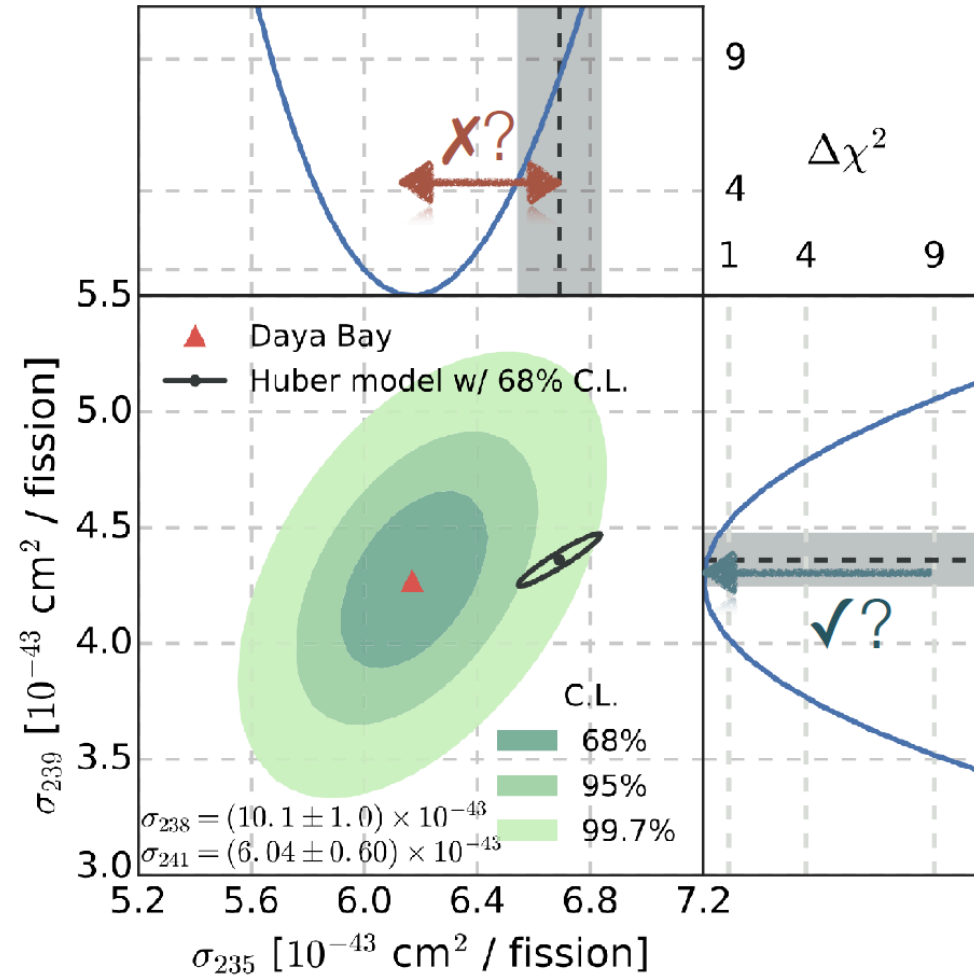 9
✗?
Δχ²
4
1 4 9
5.5
Daya Bay
Huber model w/ 68% C.L.
5.0
4.5
✓?
4.0
C.L.
68%
3.5
95%
σ₂₃₈ = (10.1 ± 1.0) × 10⁻⁴³
99.7%
σ₂₄₁ = (6.04 ± 0.60) × 10⁻⁴³
3.0
σ₂₃₉ [10⁻⁴³ cm² / fission]
5.2 5.6 6.0 6.4 6.8 7.2
σ₂₃₅ [10⁻⁴³ cm² / fission]